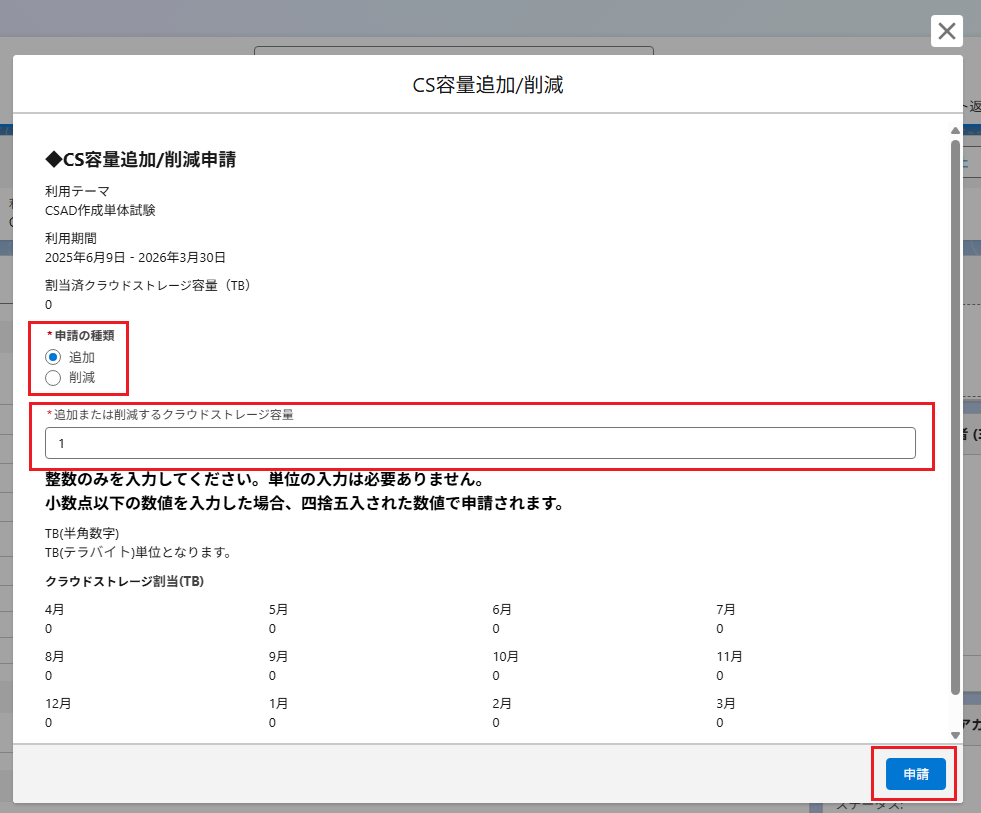 CS容量追加/削減
◆CS容量追加/削減申請
利用テーマ
CSAD作成単体試験
利用期間
2025年6月9日 - 2026年3月30日
割当済クラウドストレージ容量（TB）
0
*申請の種類
追加
削減
*追加または削減するクラウドストレージ容量
1
整数のみを入力してください。単位の入力は必要ありません。
小数点以下の数値を入力した場合、四捨五入された数値で申請されます。
TB(半角数字)
TB(テラバイト)単位となります。
クラウドストレージ割当(TB)
4月 5月 6月 7月
0 0 0 0
8月 9月 10月 11月
0 0 0 0
12月 1月 2月 3月
0 0 0 0
申請
ステータス: